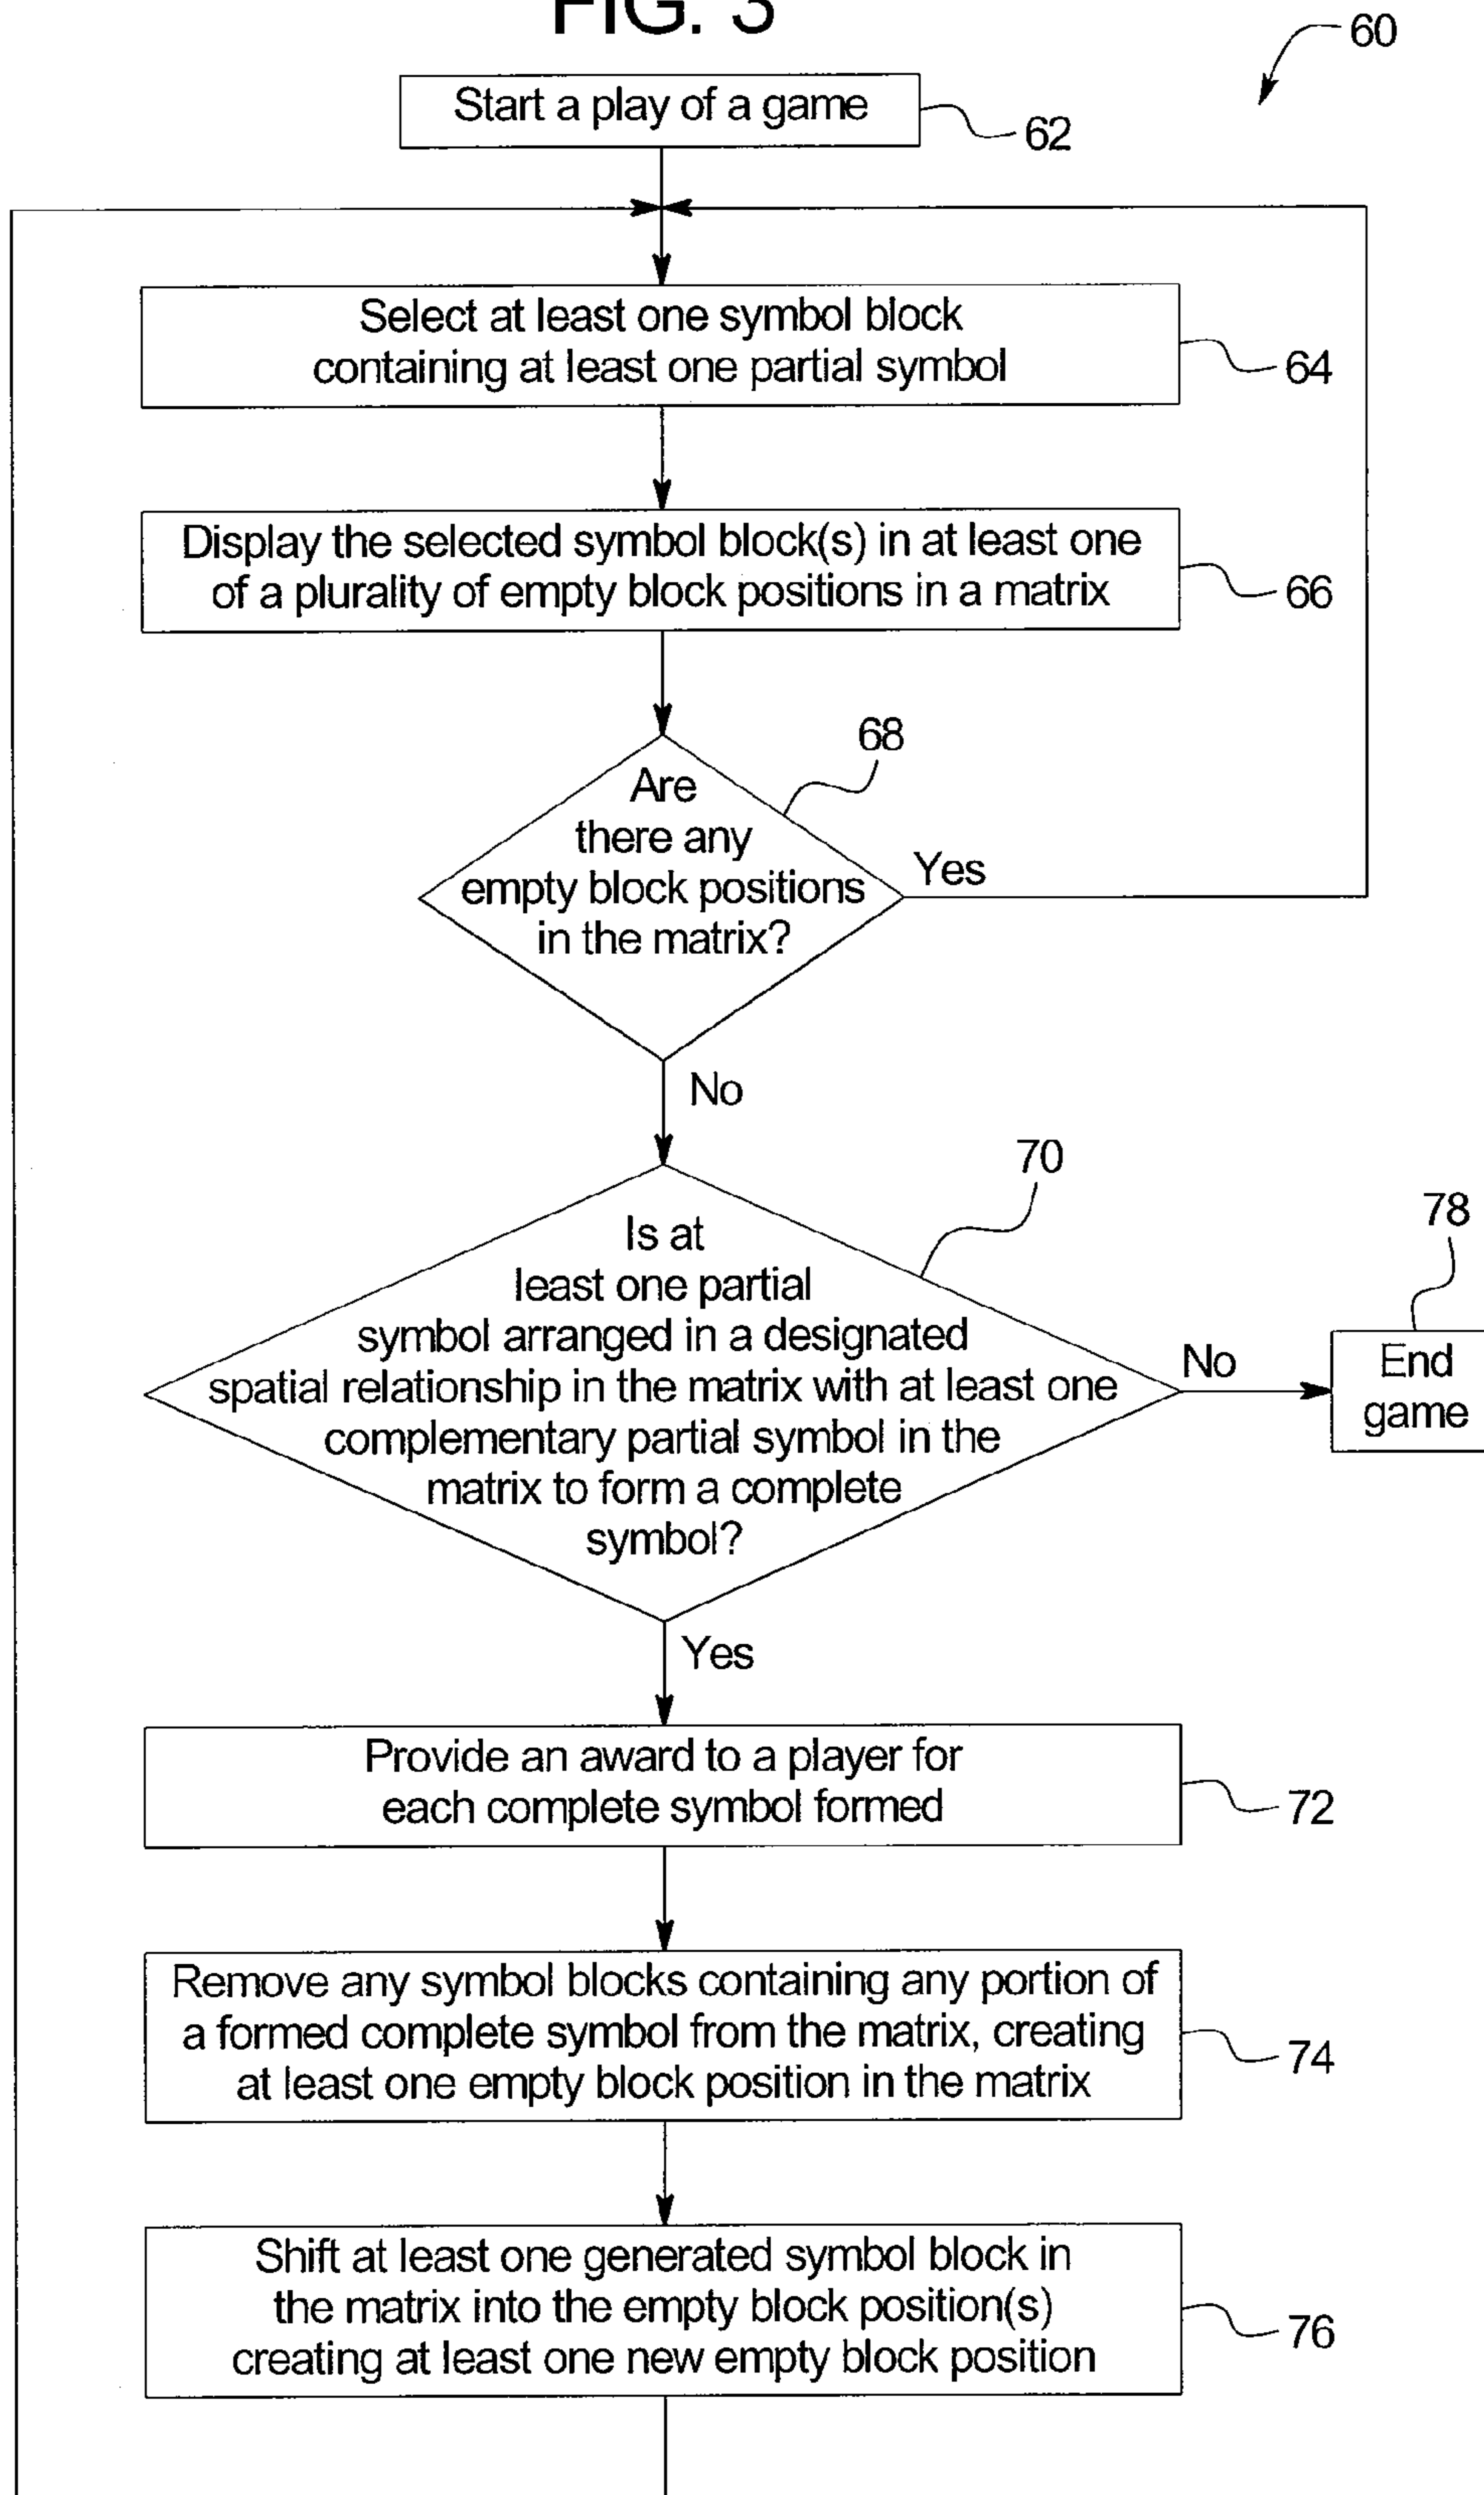 FIG. 3
60
Start a play of a game
62
Select at least one symbol block
containing at least one partial symbol
64
Display the selected symbol block(s) in at least one
of a plurality of empty block positions in a matrix
66
68
Are
there any
empty block positions
in the matrix?
Yes
No
70
78
Is at
least one partial
symbol arranged in a designated
spatial relationship in the matrix with at least one
complementary partial symbol in the
matrix to form a complete
symbol?
No
End
game
Yes
Provide an award to a player for
each complete symbol formed
72
Remove any symbol blocks containing any portion of
a formed complete symbol from the matrix, creating
at least one empty block position in the matrix
74
Shift at least one generated symbol block in
the matrix into the empty block position(s)
creating at least one new empty block position
76